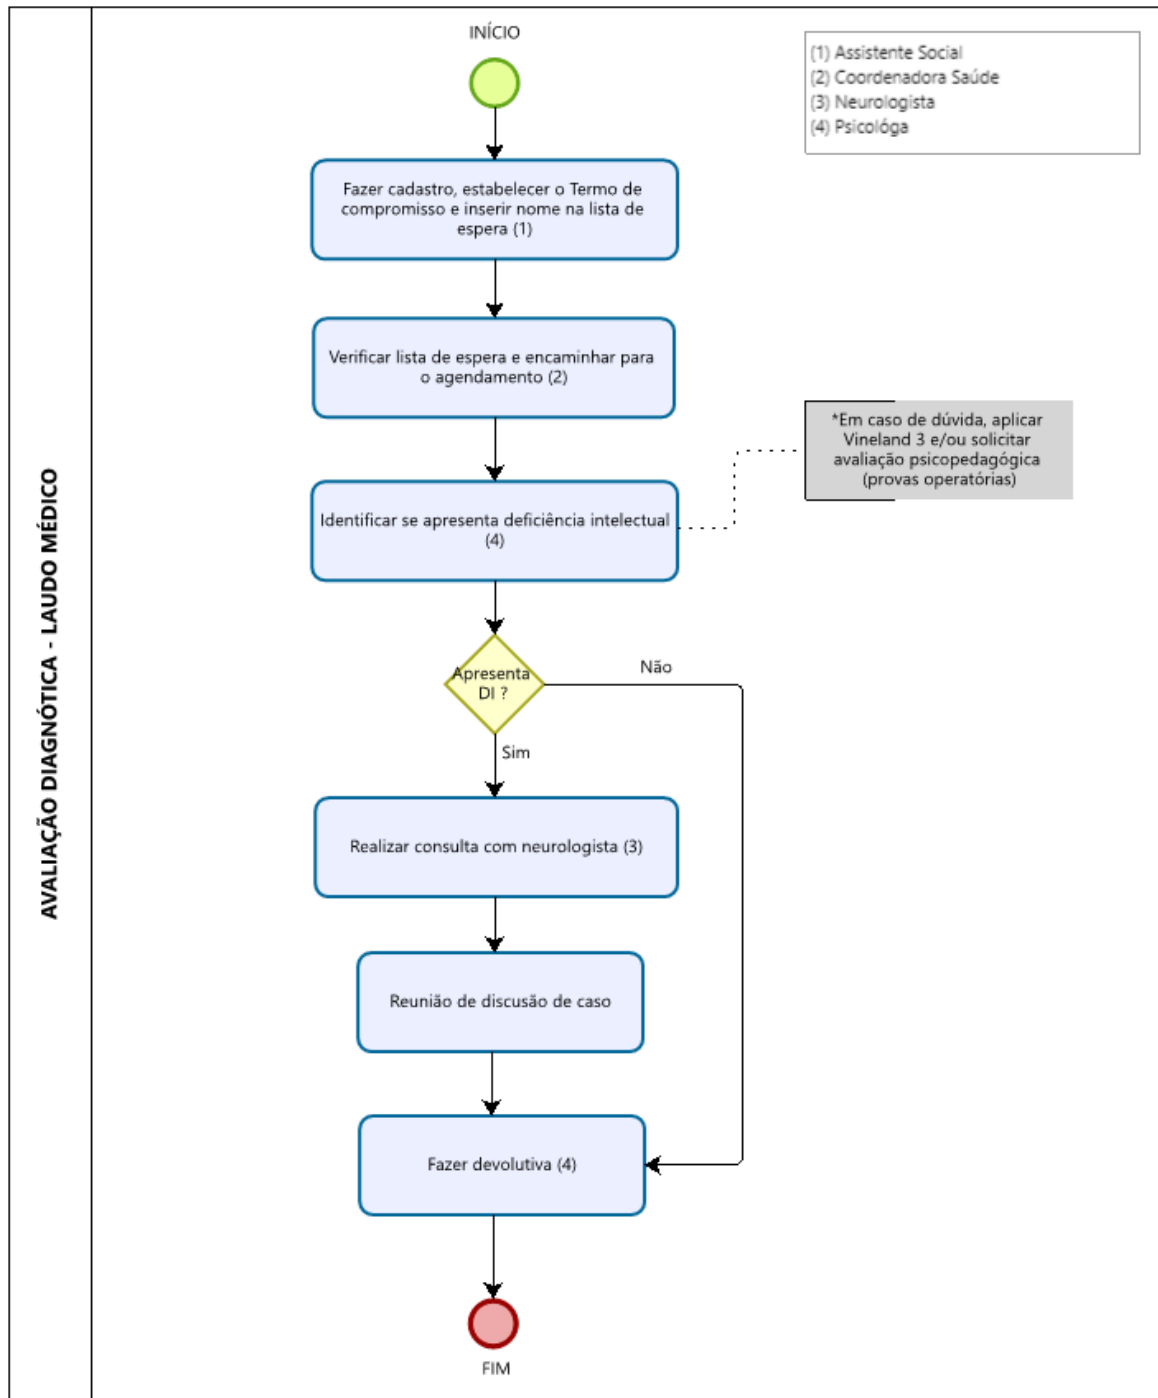 AVALIAÇÃO DIAGNÓTICA - LAUDO MÉDICO
INÍCIO
(1) Assistente Social
(2) Coordenadora Saúde
(3) Neurologista
(4) Psicológa
Fazer cadastro, estabelecer o Termo de
compromisso e inserir nome na lista de
espera (1)
Verificar lista de espera e encaminhar para
o agendamento (2)
*Em caso de dúvida, aplicar
Vineland 3 e/ou solicitar
avaliação psicopedagógica
(provas operatórias)
Identificar se apresenta deficiência intelectual
(4)
Apresenta
DI ?
Não
Sim
Realizar consulta com neurologista (3)
Reunião de discusão de caso
Fazer devolutiva (4)
FIM